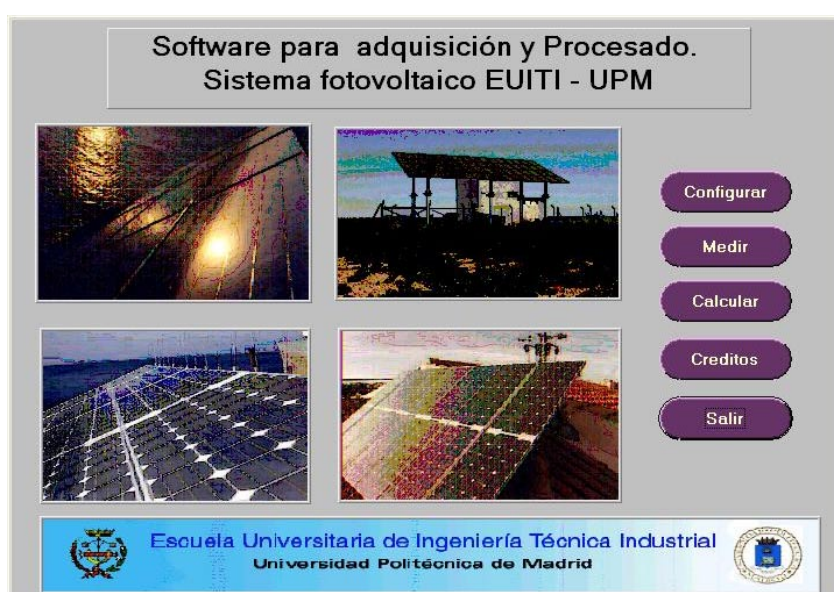 Software para adquisición y Procesado.
Sistema fotovoltaico EUITI - UPM
Configurar
Medir
Calcular
Creditos
Salir
Escuela Universitaria de Ingeniería Técnica Industrial
Universidad Politécnica de Madrid